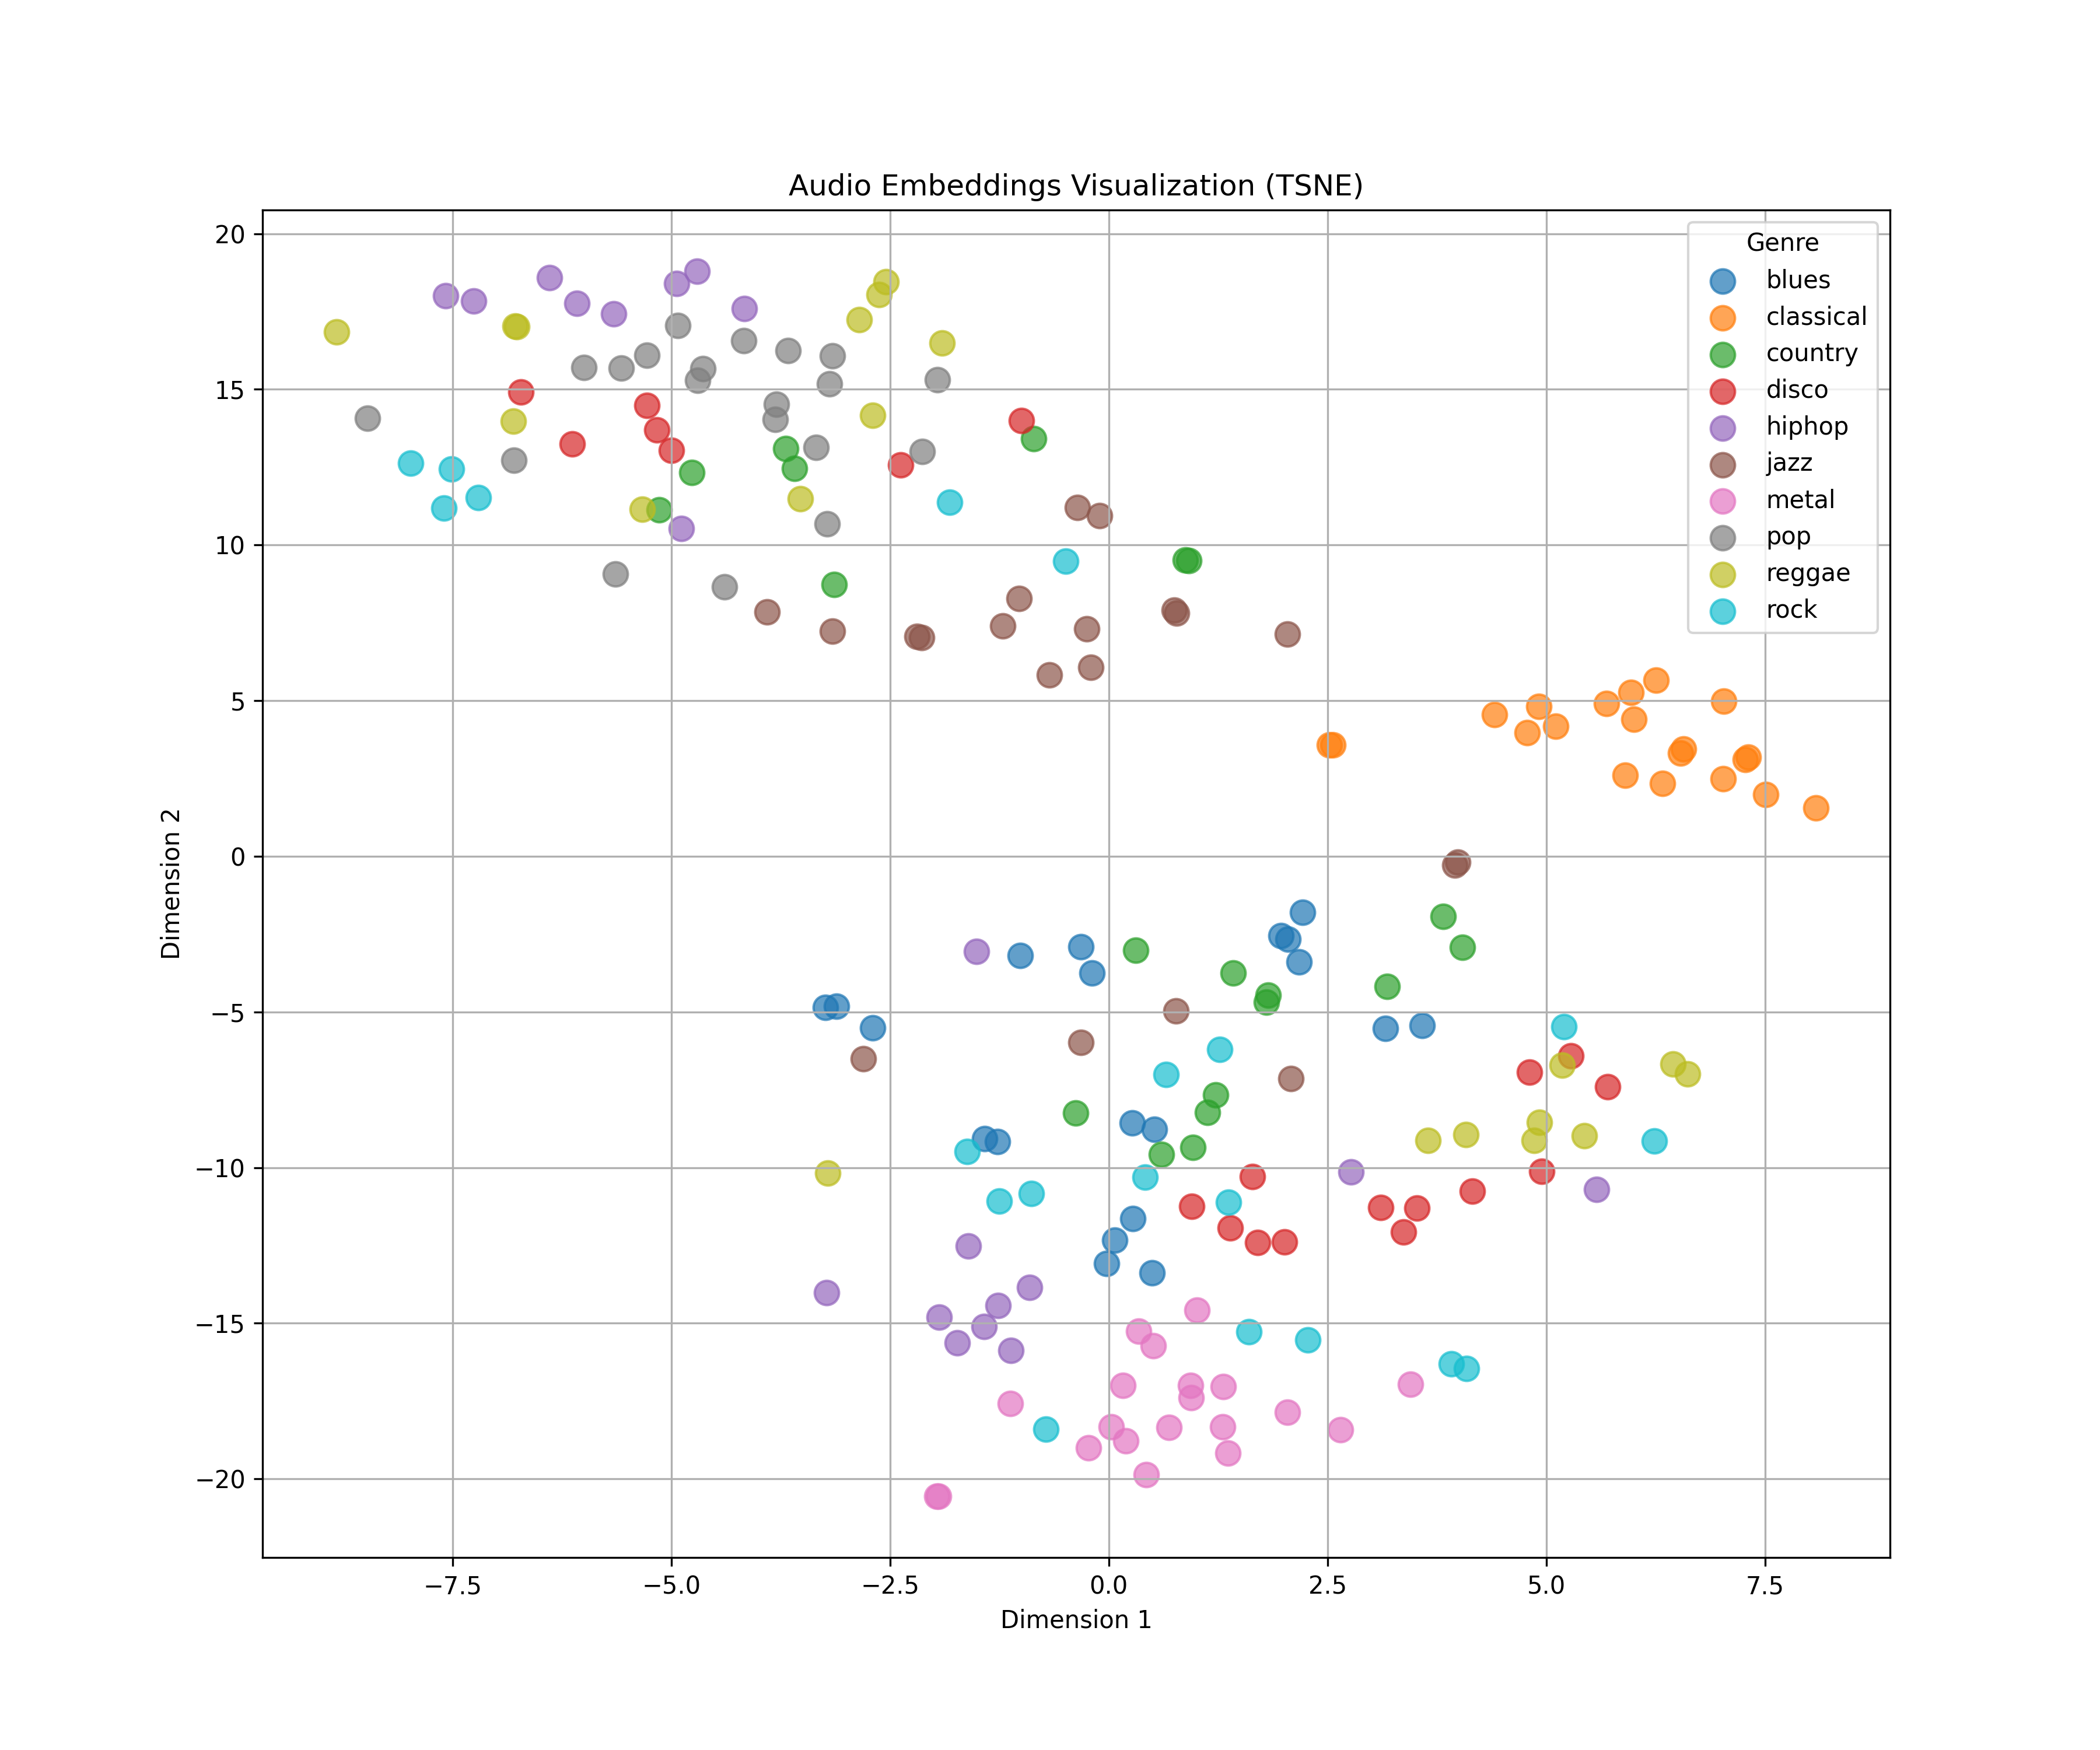 Audio Embeddings Visualization (TSNE)
Genre
blues
classical
country
disco
hiphop
jazz
metal
pop
reggae
rock
20
15
10
5
0
−5
−10
−15
−20
Dimension 2
−7.5 −5.0 −2.5 0.0 2.5 5.0 7.5
Dimension 1